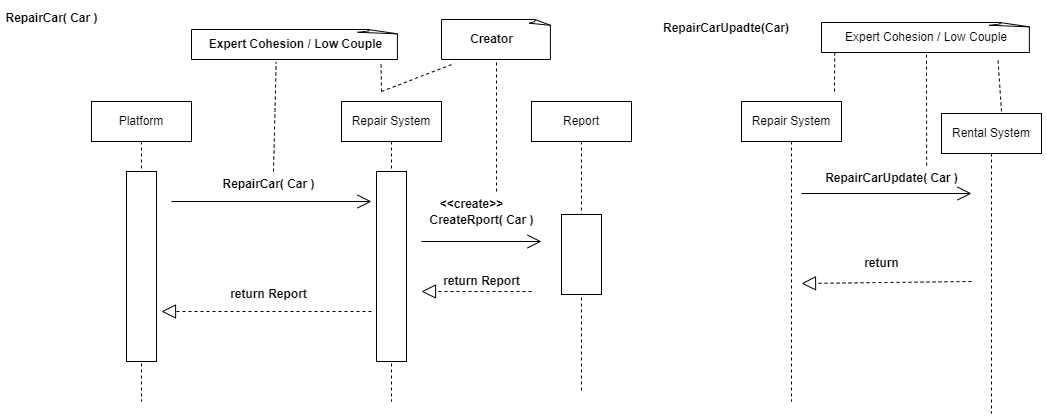 RepairCar( Car )
Expert Cohesion / Low Couple
Creator
Platform
Repair System
Report
RepairCar( Car )
<<create>>
CreateRport( Car )
return Report
return Report
RepairCarUpadte(Car)
Expert Cohesion / Low Couple
Repair System
Rental System
RepairCarUpdate( Car )
return